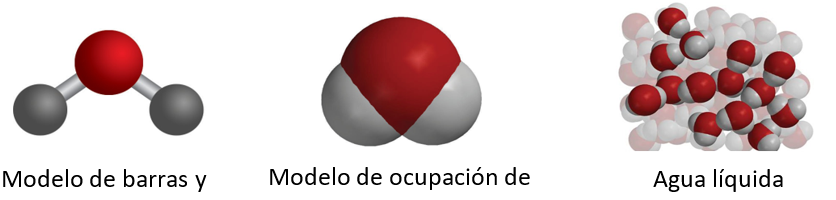 Modelo de barras y
Modelo de ocupación de
Agua líquida